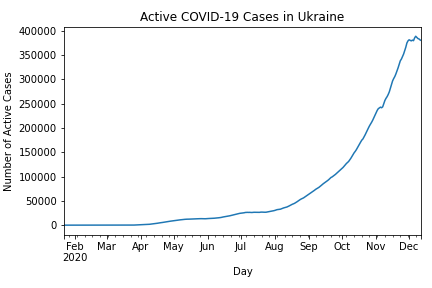 Active COVID-19 Cases in Ukraine
Number of Active Cases
400000
350000
300000
250000
200000
150000
100000
50000
0
Feb Mar Apr May Jun Jul Aug Sep Oct Nov Dec
2020
Day